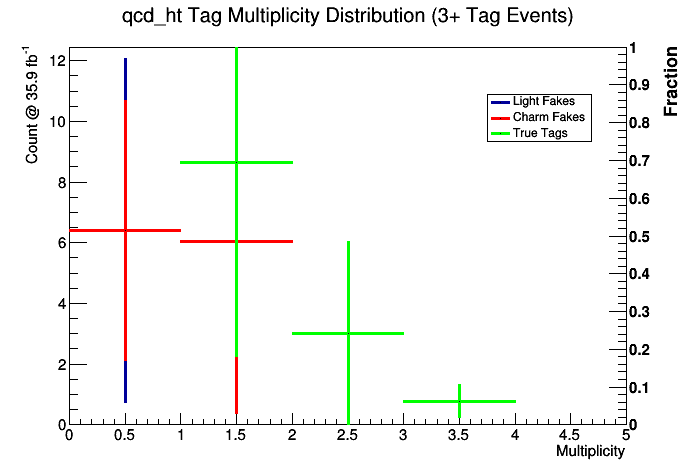 qcd_ht Tag Multiplicity Distribution (3+ Tag Events)
Count @ 35.9 fb-1
Fraction
12
10
8
6
4
2
0
1
0.9
0.8
0.7
0.6
0.5
0.4
0.3
0.2
0.1
0
Light Fakes
Charm Fakes
True Tags
0 0.5 1 1.5 2 2.5 3 3.5 4 4.5 5
Multiplicity